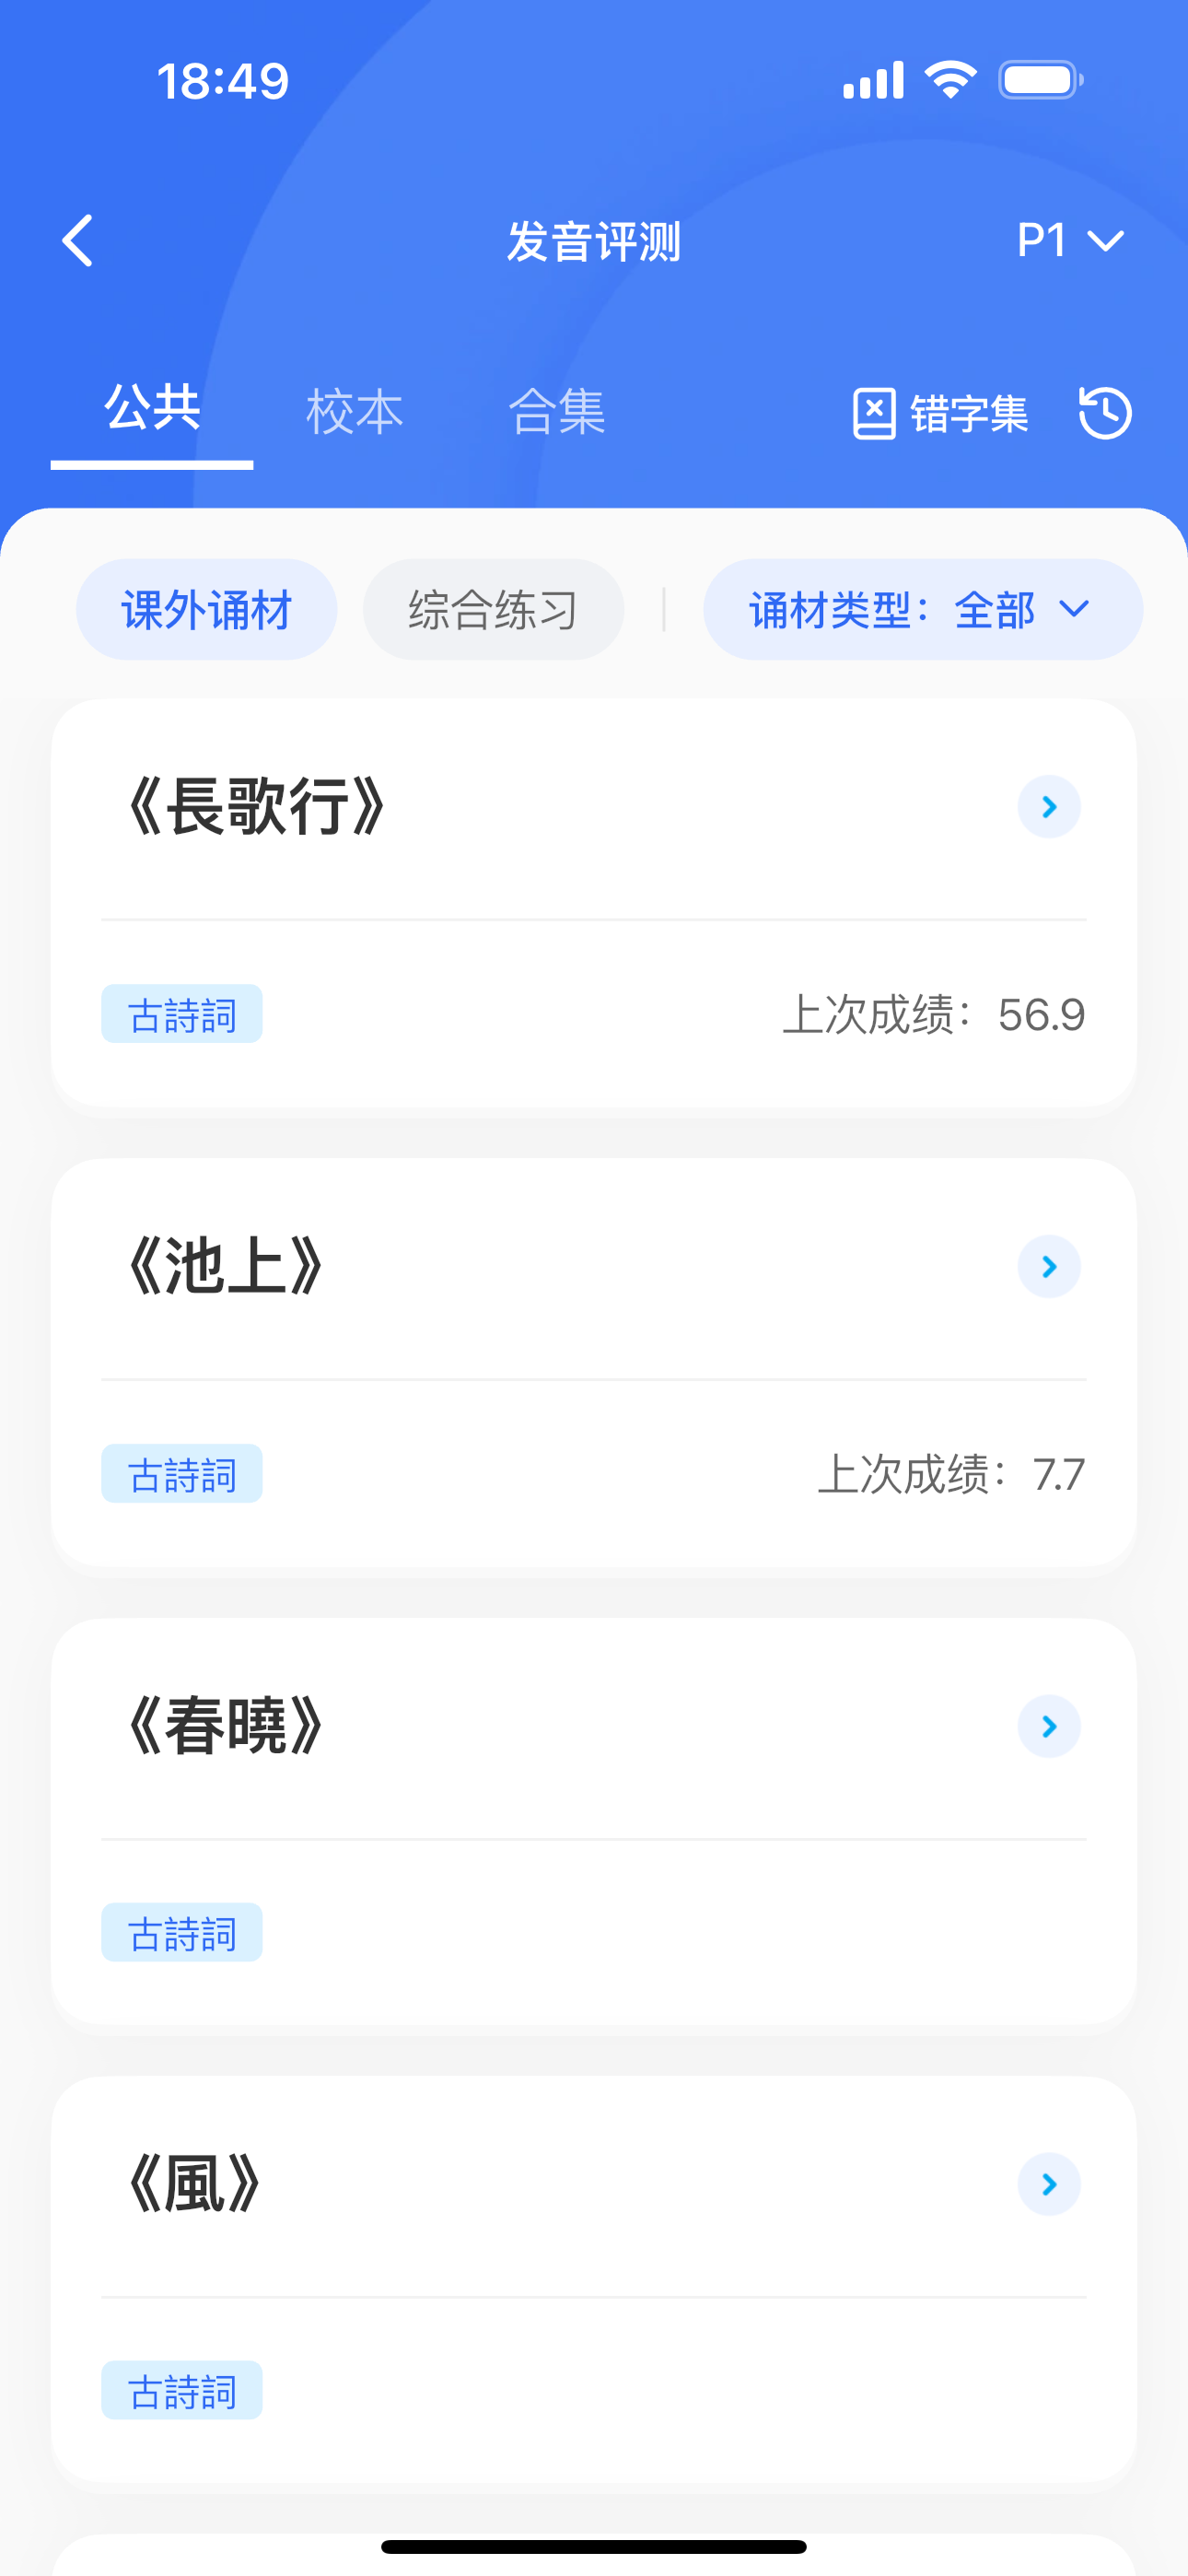 18:49
发音评测
P1
公共 校本 合集 错字集
课外诵材 综合练习 诵材类型：全部
《長歌行》
古詩詞 上次成绩：56.9
《池上》
古詩詞 上次成绩：7.7
《春曉》
古詩詞
《風》
古詩詞